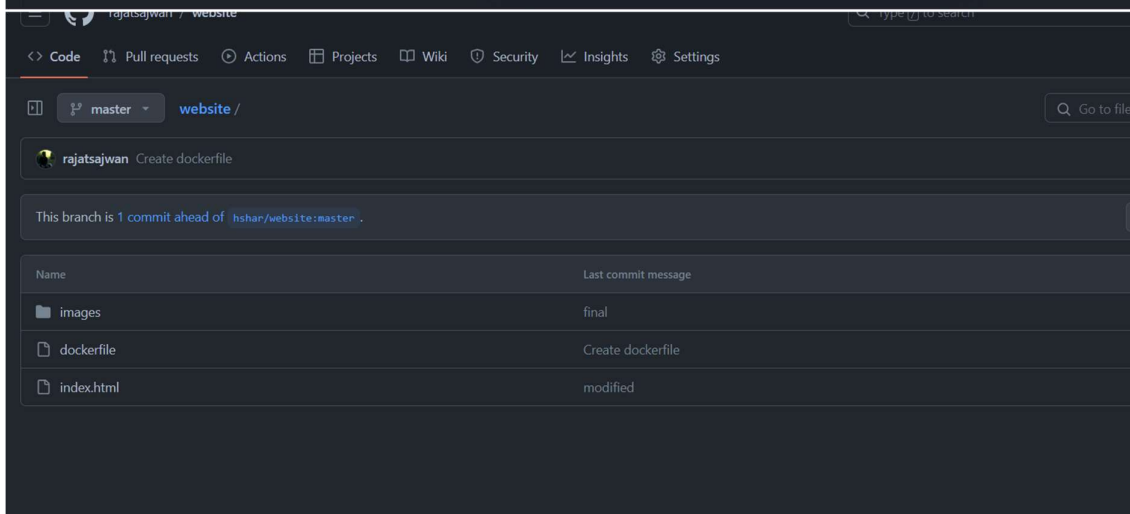 rajatsajwan / website
Type / to search
Code Pull requests Actions Projects Wiki Security Insights Settings
master website /
Go to file
rajatsajwan Create dockerfile
This branch is 1 commit ahead of hshar/website:master .
Name Last commit message
images final
dockerfile Create dockerfile
index.html modified